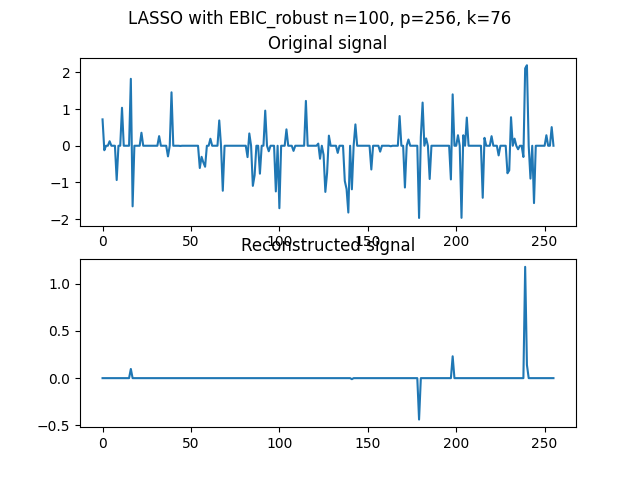 LASSO with EBIC_robust n=100, p=256, k=76
Original signal
2
1
0
−1
−2
0 50 100 150 200 250
Reconstructed signal
1.0
0.5
0.0
−0.5
0 50 100 150 200 250